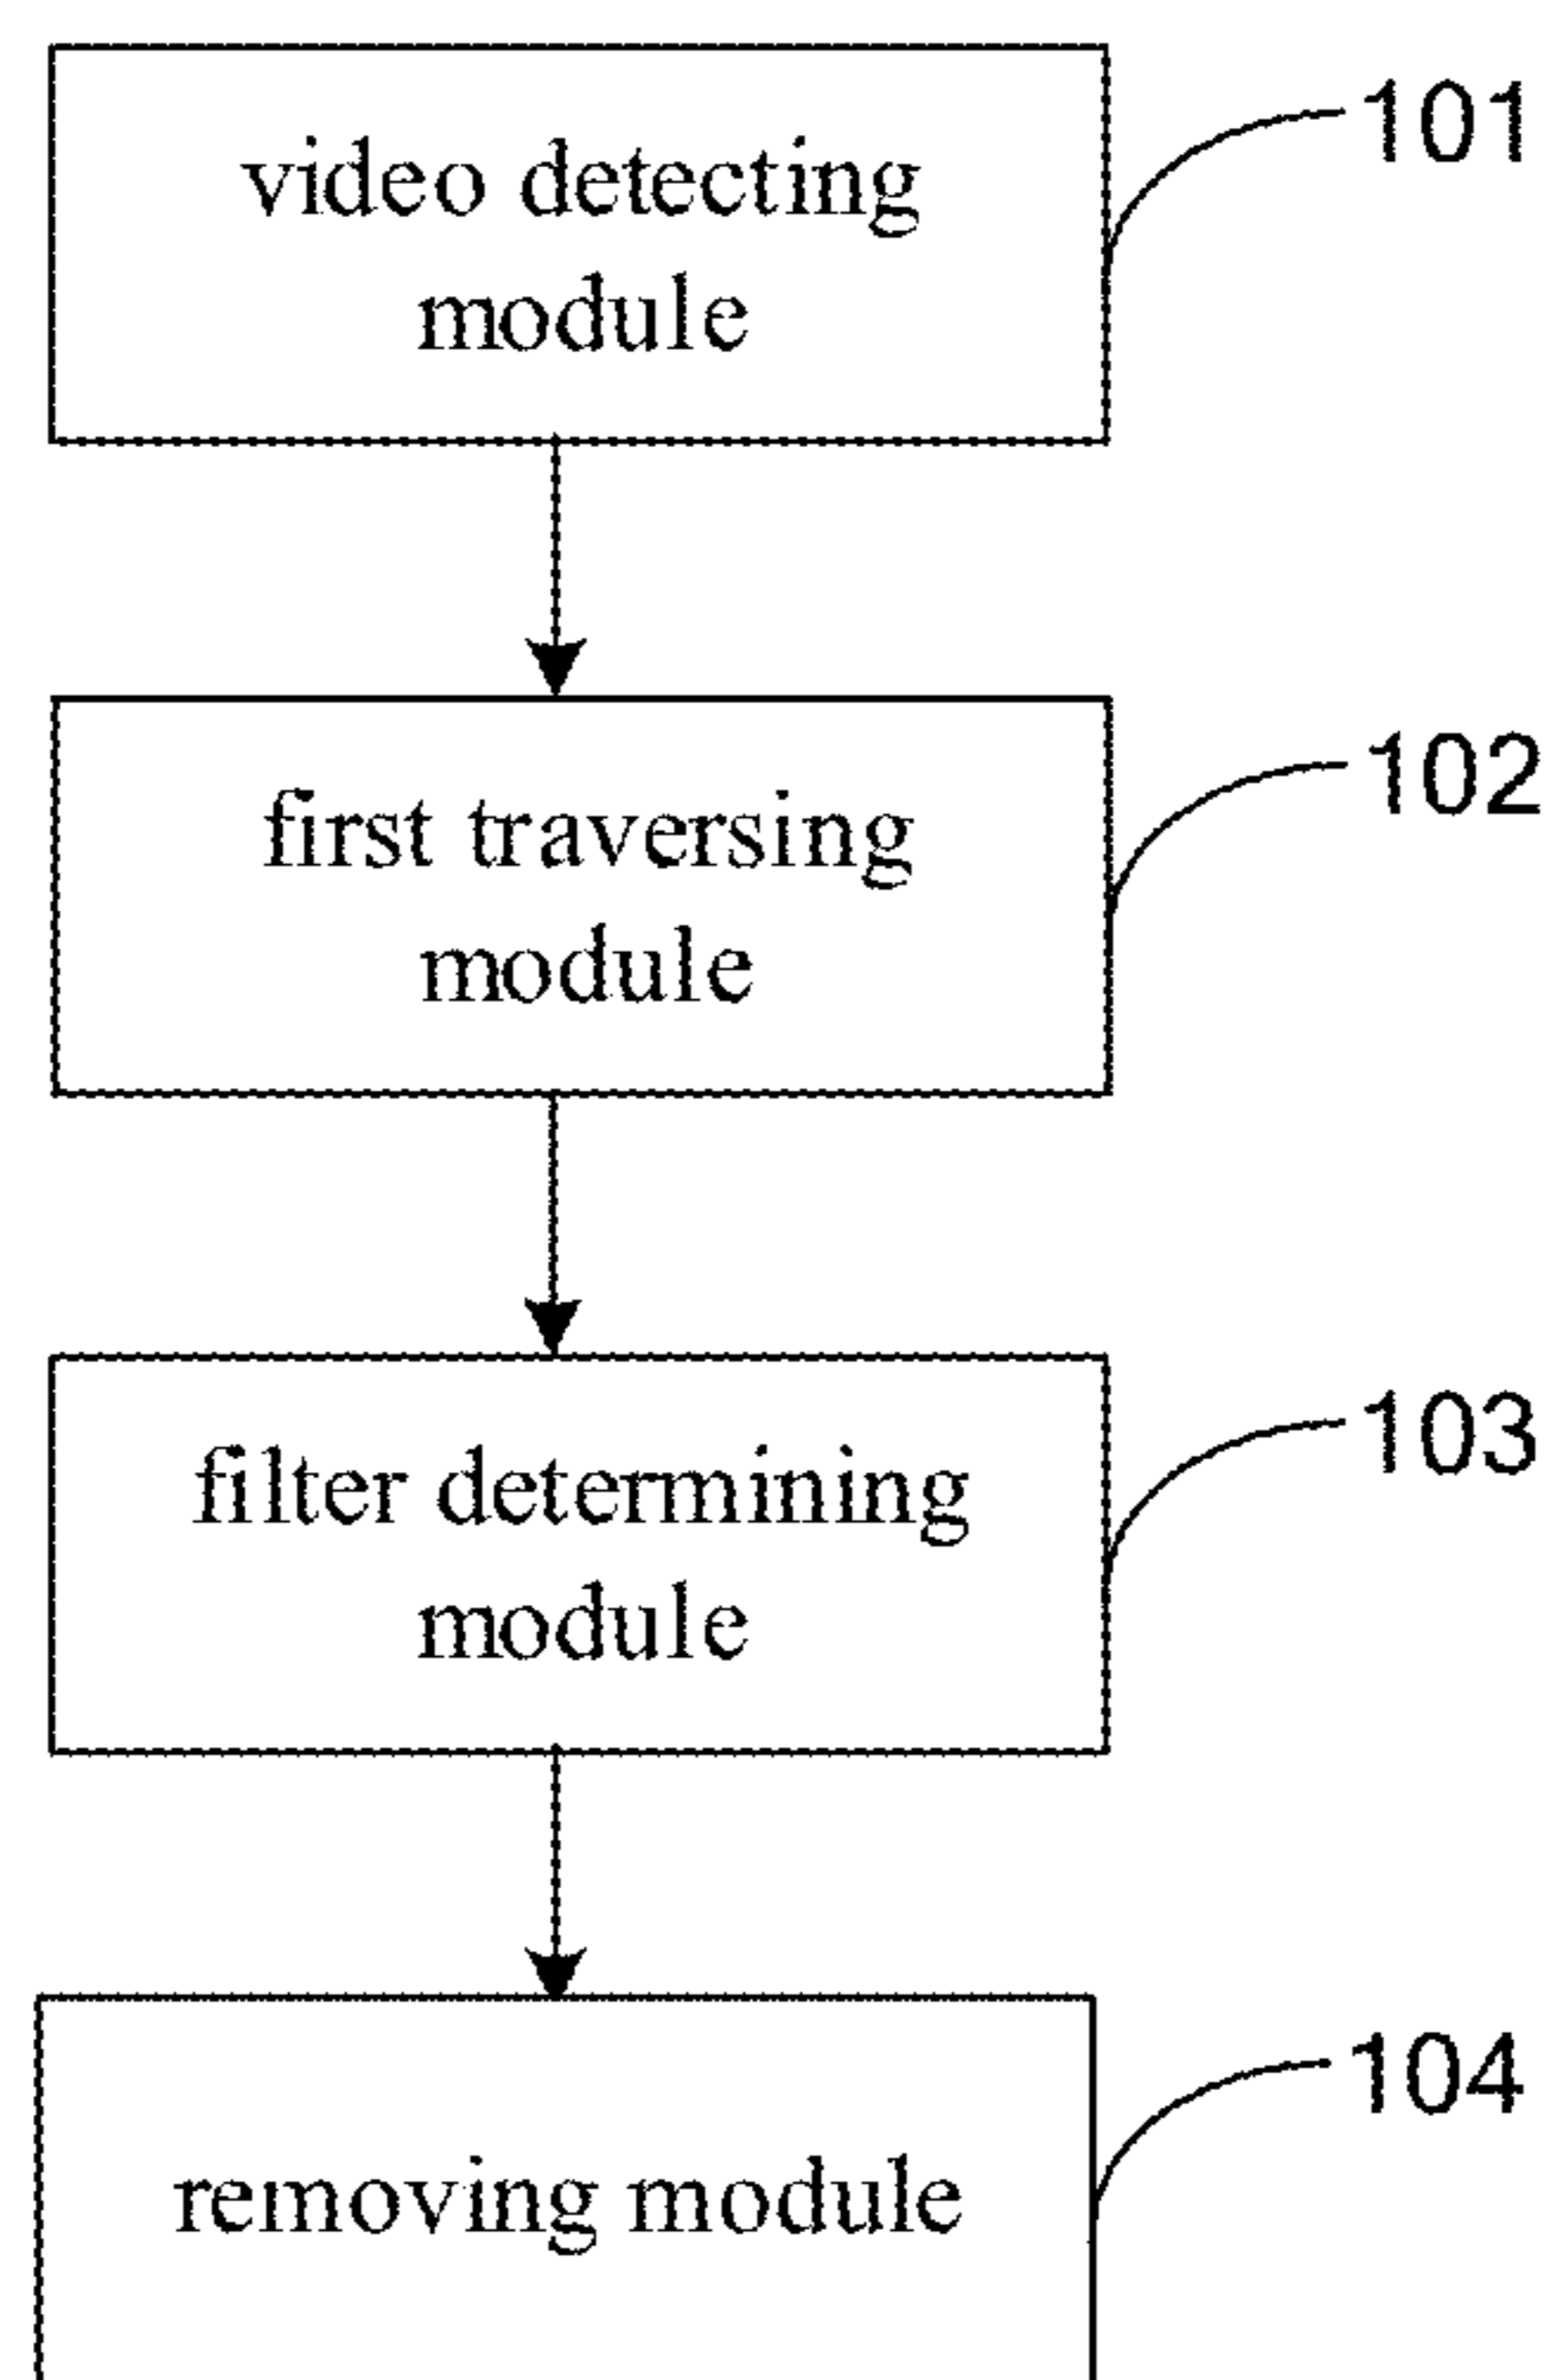 video detecting
module
101
first traversing
module
102
filter determining
module
103
removing module
104